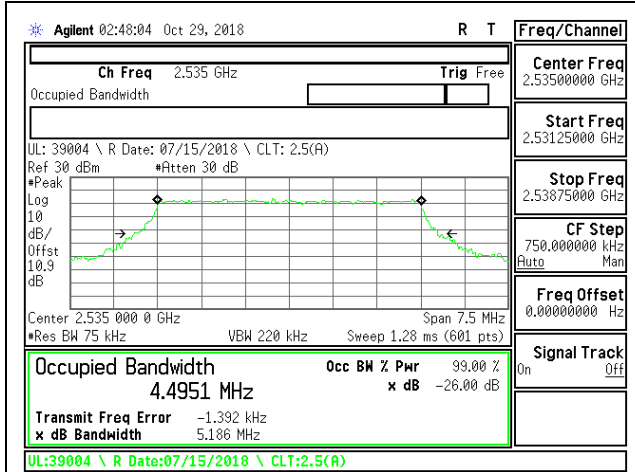 Agilent 02:48:04 Oct 29, 2018 R T Freq/Channel
Ch Freq 2.535 GHz Trig Free
Occupied Bandwidth
Center Freq
2.53500000 GHz
Start Freq
2.53125000 GHz
UL: 39004 \ R Date: 07/15/2018 \ CLT: 2.5(A)
Ref 30 dBm #Atten 30 dB
#Peak
Log
10
dB/
Offst
10.9
dB
Stop Freq
2.53875000 GHz
CF Step
750.000000 kHz
Auto Man
Freq Offset
0.00000000 Hz
Center 2.535 000 0 GHz Span 7.5 MHz
#Res BW 75 kHz VBW 220 kHz Sweep 1.28 ms (601 pts)
Signal Track
On Off
Occupied Bandwidth Occ BW % Pwr 99.00 %
4.4951 MHz x dB -26.00 dB
Transmit Freq Error -1.392 kHz
x dB Bandwidth 5.186 MHz
UL:39004 \ R Date:07/15/2018 \ CLT:2.5(A)